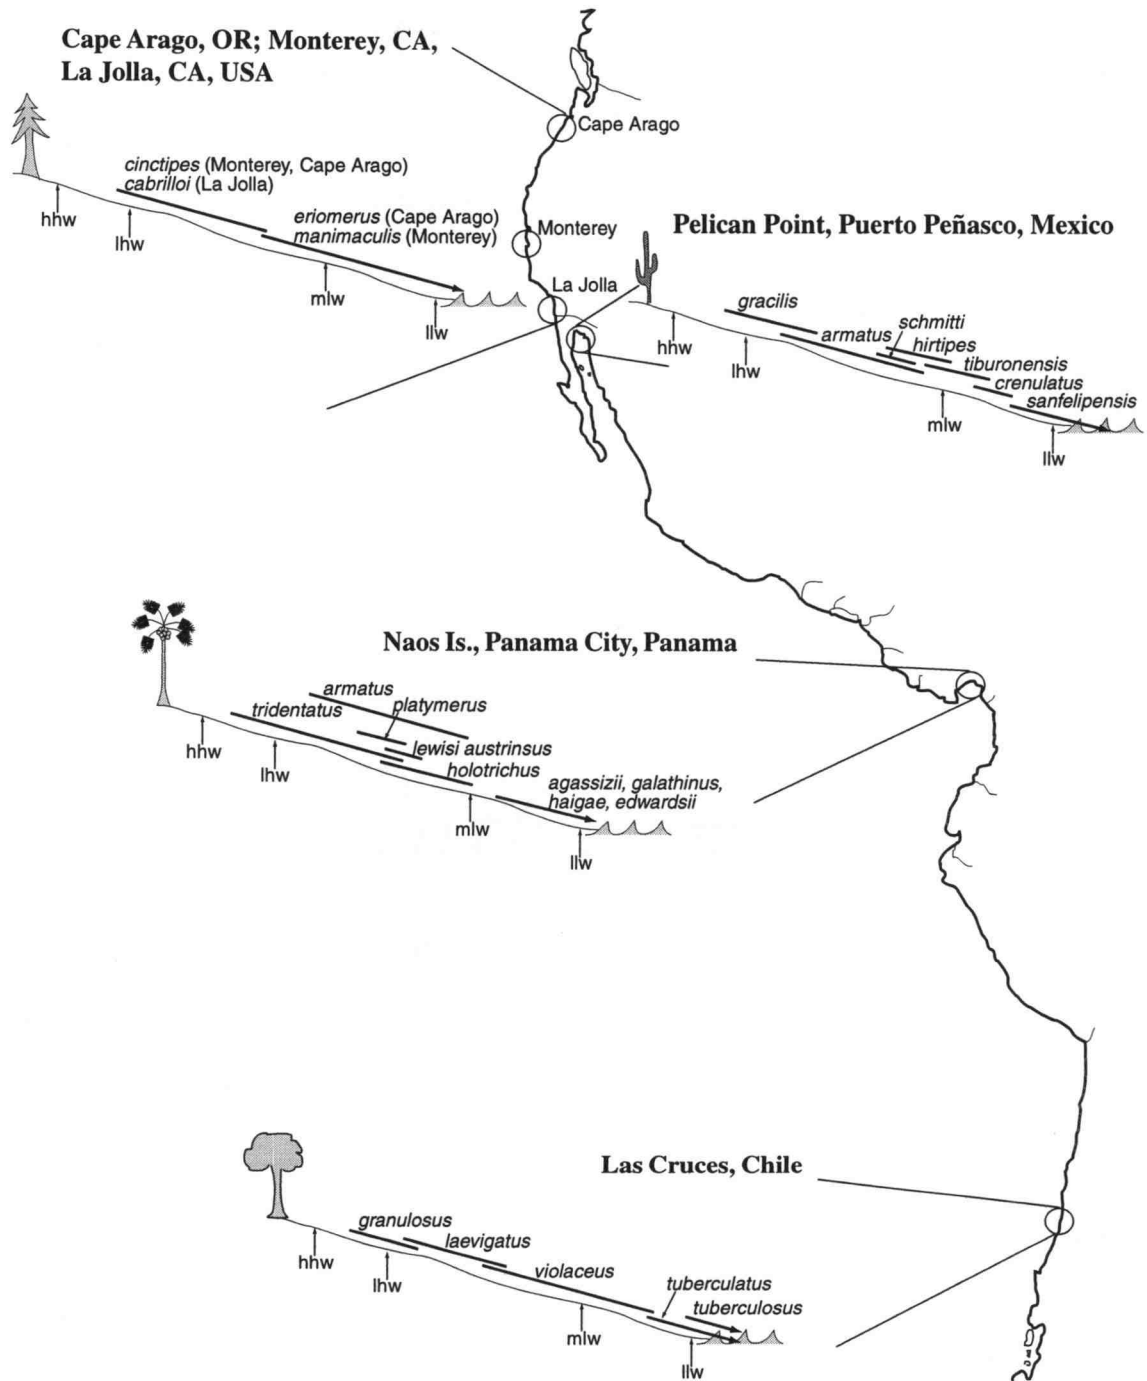 Cape Arago, OR; Monterey, CA,
La Jolla, CA, USA
Cape Arago
cinctipes (Monterey, Cape Arago)
cabrilloi (La Jolla)
hhw
lhw
eriomerus (Cape Arago)
manimaculis (Monterey)
mlw
llw
Monterey
La Jolla
Pelican Point, Puerto Peñasco, Mexico
gracilis
schmitti
armatus
hirtipes
hhw
lhw
tiburonensis
crenulatus
sanfelipensis
mlw
llw
Naos Is., Panama City, Panama
armatus
platymerus
tridentatus
hhw
lhw
lewisi austrinsus
holotrichus
agassizii, galathinus,
haigae, edwardsii
mlw
llw
Las Cruces, Chile
granulosus
laevigatus
hhw
lhw
violaceus
tuberculatus
tuberculosus
mlw
llw